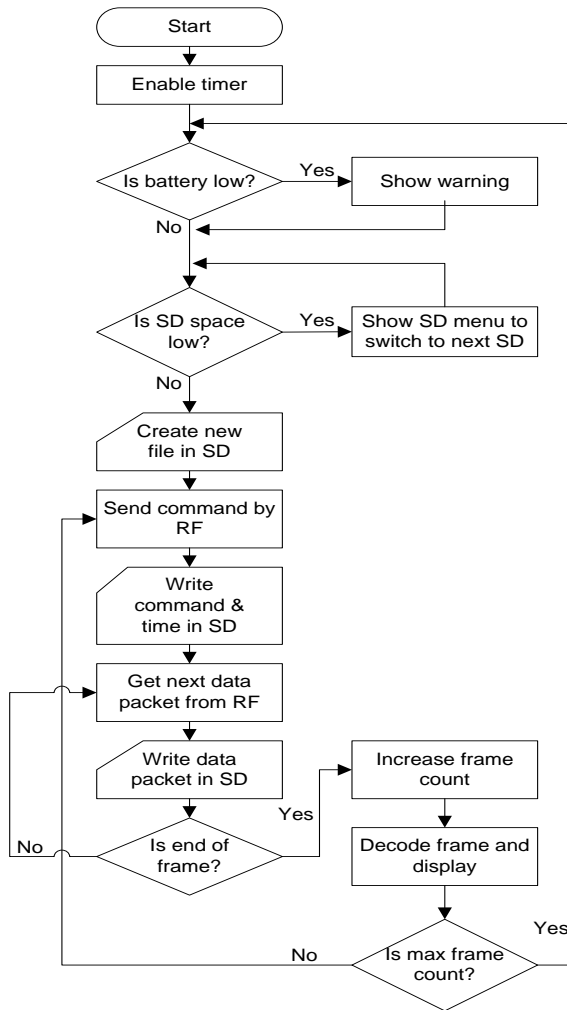 Start
Enable timer
Is battery low?
Yes
Show warning
No
Is SD space
low?
Yes
Show SD menu to
switch to next SD
No
Create new
file in SD
Send command by
RF
Write
command &
time in SD
Get next data
packet from RF
Write data
packet in SD
Is end of
frame?
No
Yes
Increase frame
count
Decode frame and
display
Is max frame
count?
No
Yes